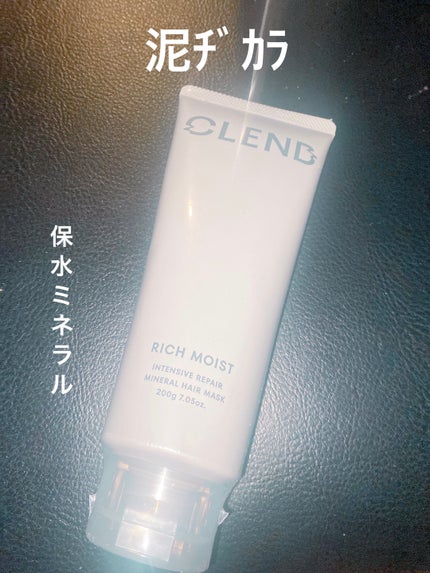 泥ﾁﾞｶﾗ
CLEND
保水ミネラル
RICH MOIST
INTENSIVE REPAIR
MINERAL HAIR MASK
200g 7.05oz.